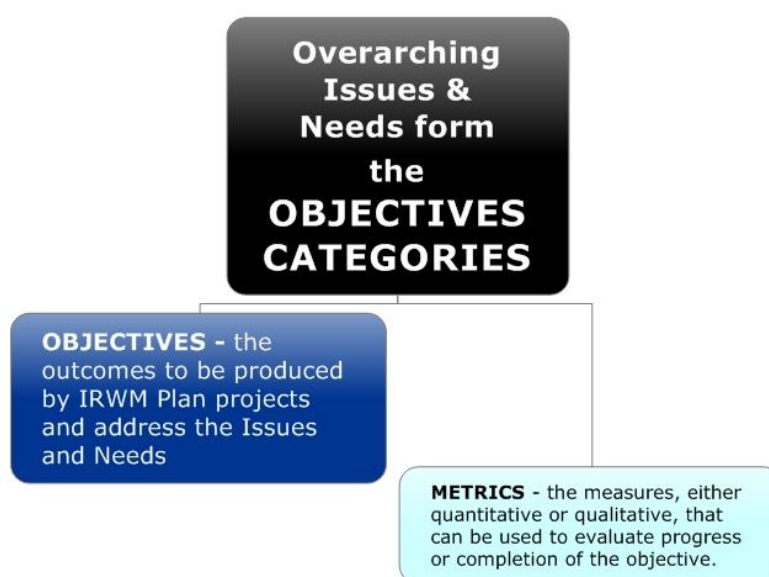 Overarching
Issues &
Needs form
the
OBJECTIVES
CATEGORIES
OBJECTIVES - the
outcomes to be produced
by IRWM Plan projects
and address the Issues
and Needs
METRICS - the measures, either
quantitative or qualitative, that
can be used to evaluate progress
or completion of the objective.